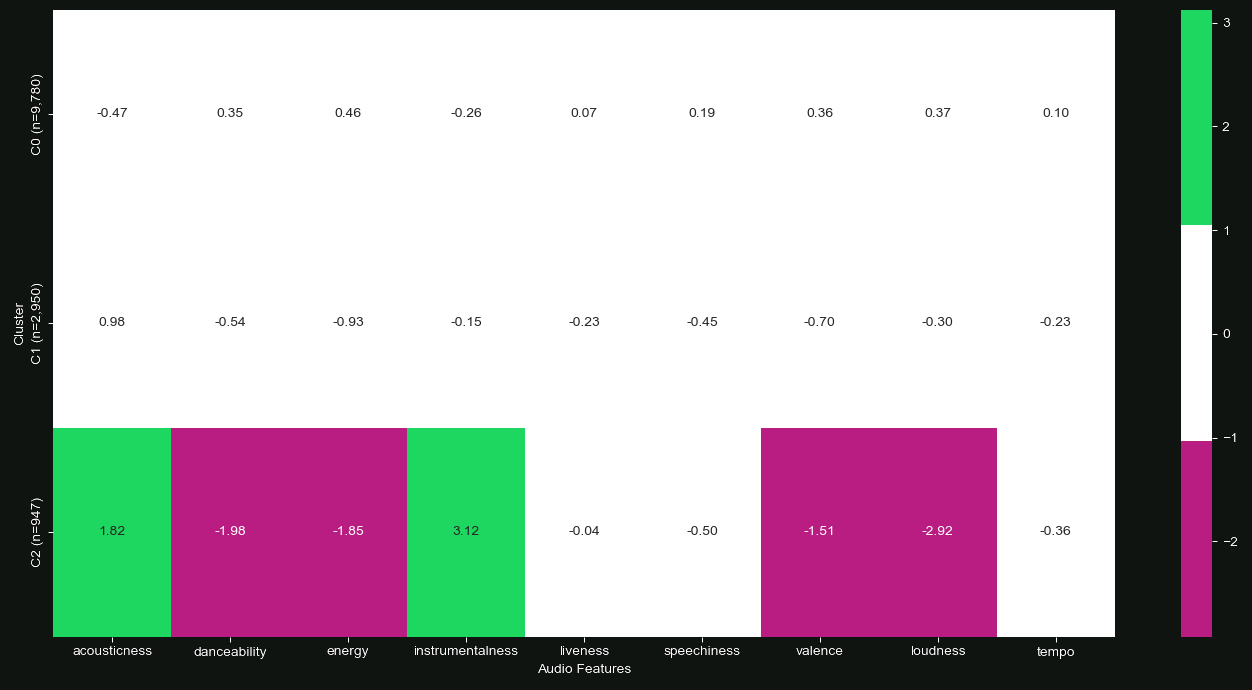 C0 (n=9,780)
-0.47 0.35 0.46 -0.26 0.07 0.19 0.36 0.37 0.10
Cluster
C1 (n=2,950)
0.98 -0.54 -0.93 -0.15 -0.23 -0.45 -0.70 -0.30 -0.23
C2 (n=947)
1.82 -1.98 -1.85 3.12 -0.04 -0.50 -1.51 -2.92 -0.36
acousticness danceability energy instrumentalness liveness speechiness valence loudness tempo
Audio Features
3
2
1
0
−1
−2